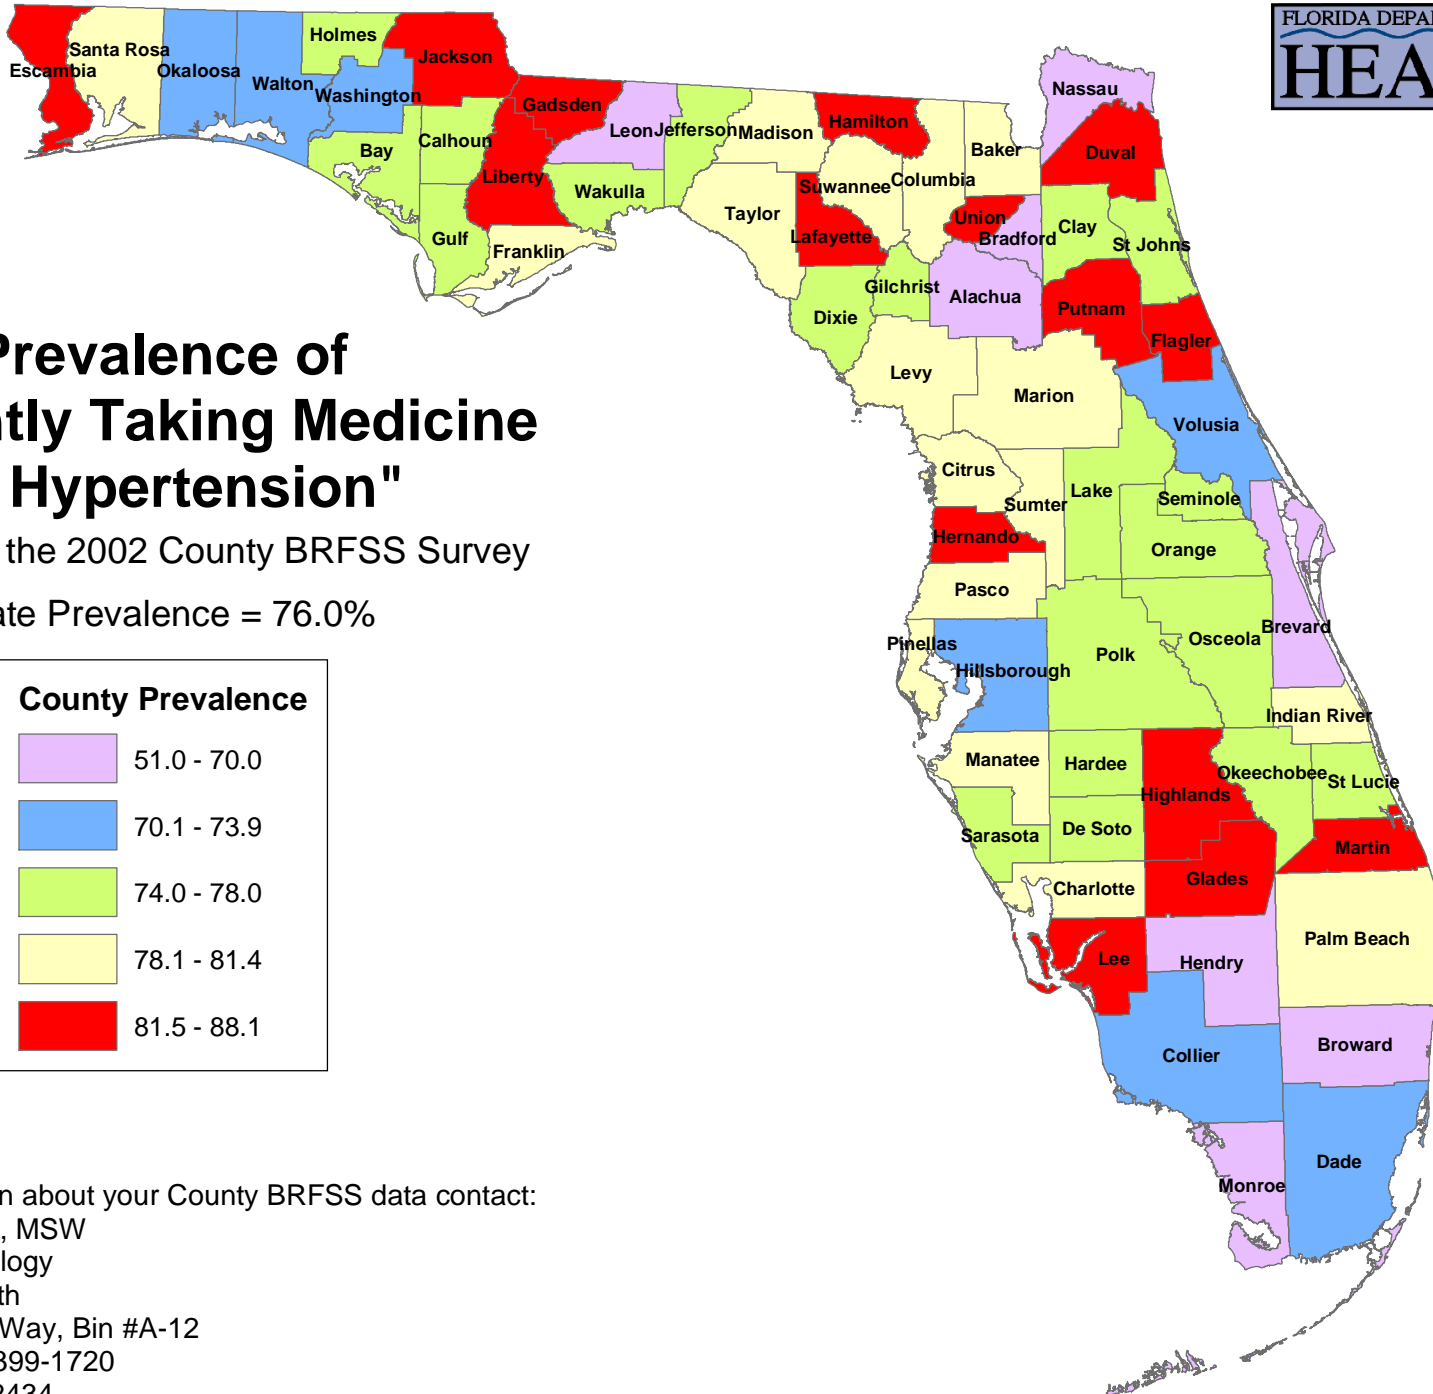 FLORIDA DEPA
HEA
Prevalence of
ntly Taking Medicine
Hypertension"
the 2002 County BRFSS Survey
ate Prevalence = 76.0%
County Prevalence
51.0 - 70.0
70.1 - 73.9
74.0 - 78.0
78.1 - 81.4
81.5 - 88.1
n about your County BRFSS data contact:
, MSW
logy
th
Way, Bin #A-12
399-1720
2434
Escambia
Santa Rosa
Okaloosa
Walton
Holmes
Washington
Jackson
Bay
Calhoun
Gulf
Gadsden
Liberty
Franklin
Leon
Wakulla
Jefferson
Madison
Taylor
Hamilton
Suwannee
Lafayette
Columbia
Baker
Nassau
Duval
Union
Bradford
Clay
St Johns
Dixie
Gilchrist
Alachua
Putnam
Flagler
Levy
Marion
Volusia
Citrus
Sumter
Lake
Seminole
Orange
Hernando
Pasco
Pinellas
Hillsborough
Polk
Osceola
Brevard
Indian River
Manatee
Hardee
Highlands
Okeechobee
St Lucie
Sarasota
De Soto
Martin
Charlotte
Glades
Lee
Hendry
Palm Beach
Collier
Broward
Dade
Monroe